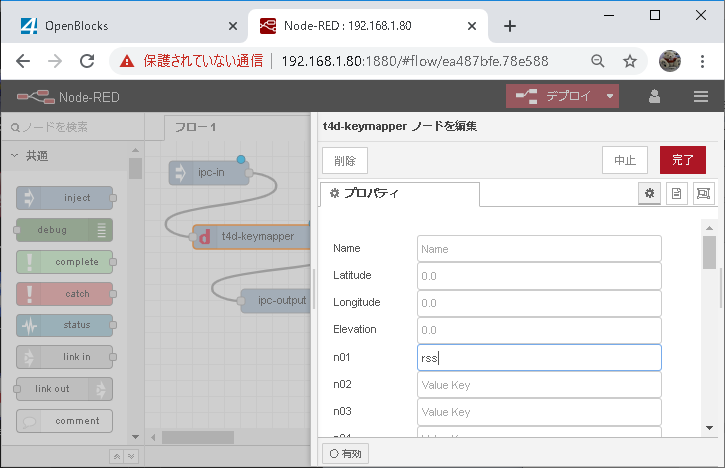 OpenBlocks
Node-RED : 192.168.1.80
保護されていない通信
192.168.1.80:1880/#flow/ea487bfe.78e588
Node-RED
デプロイ
ノードを検索
共通
inject
debug
complete
catch
status
link in
link out
comment
フロー 1
ipc-in
t4d-keymapper
ipc-output
t4d-keymapper ノードを編集
削除
中止
完了
プロパティ
Name
Name
Latitude
0.0
Longitude
0.0
Elevation
0.0
n01
rss
n02
Value Key
n03
Value Key
有効